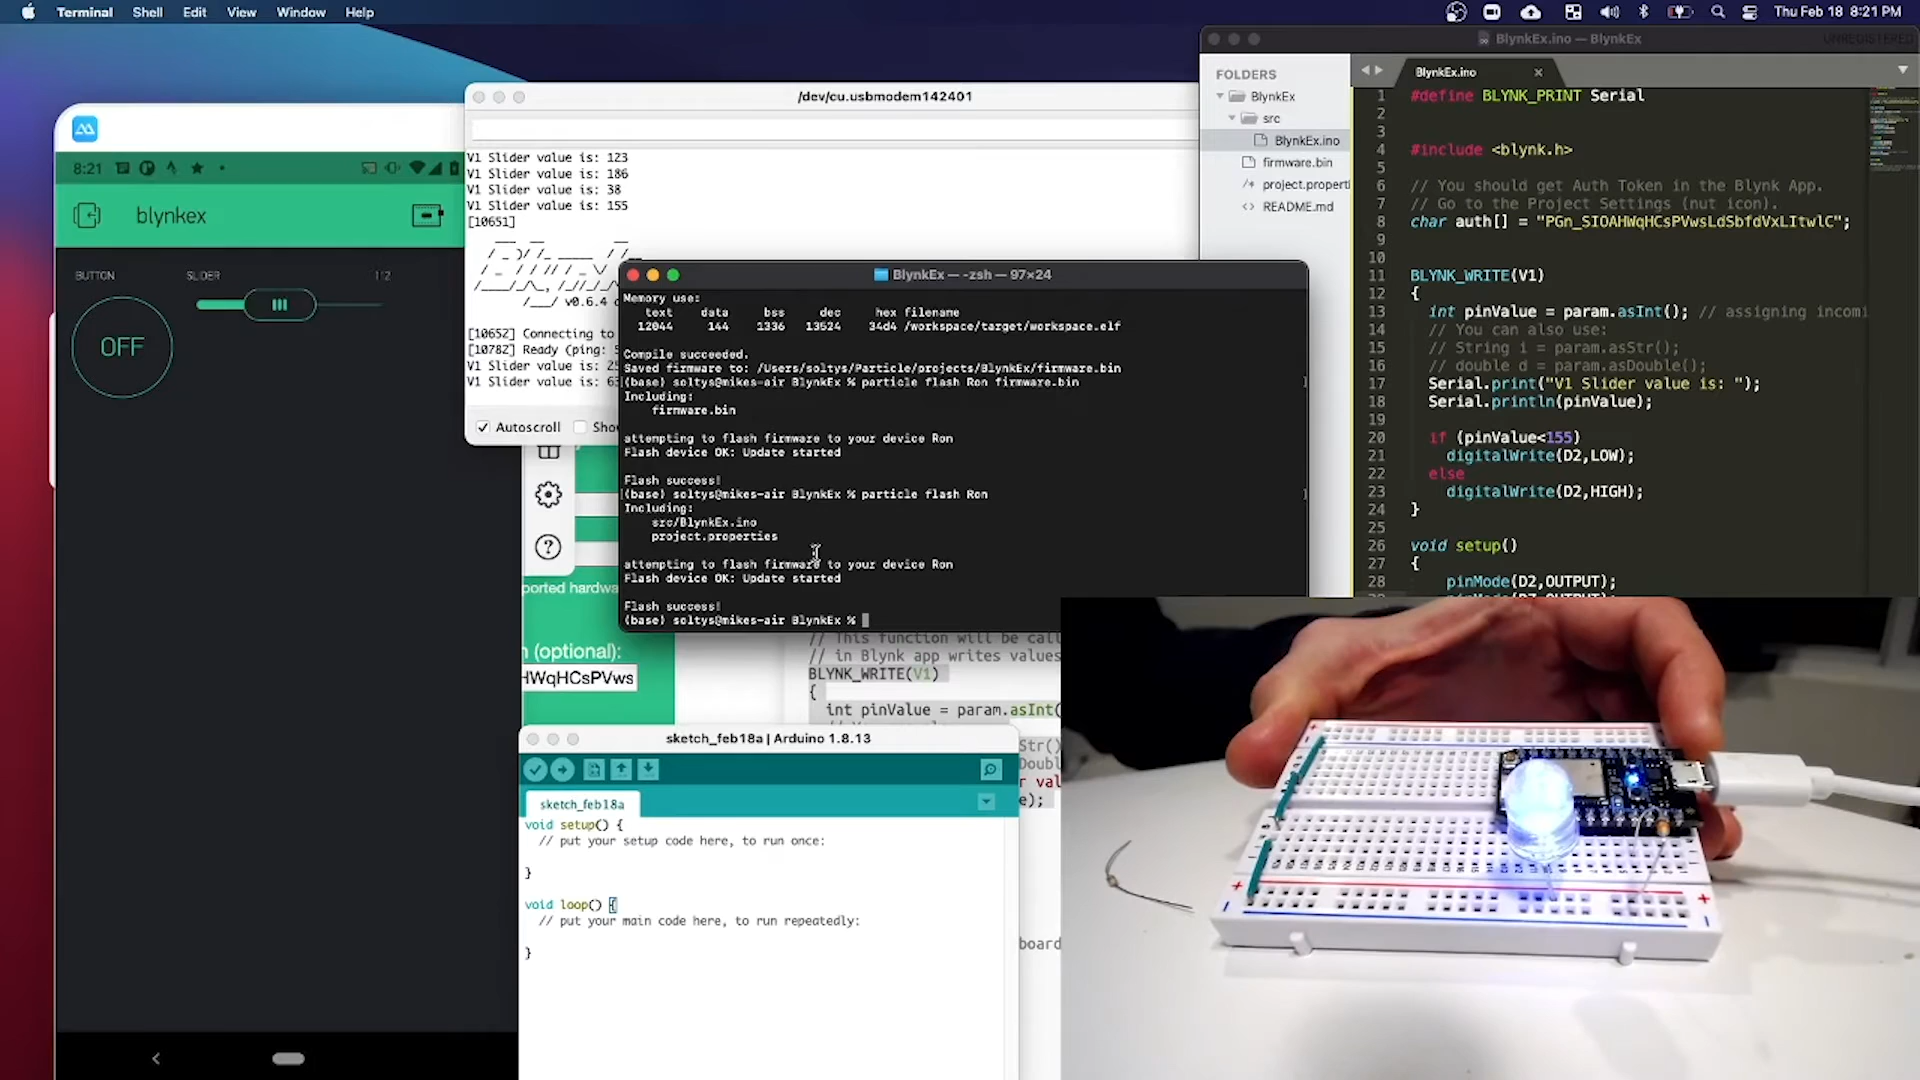 Terminal Shell Edit View Window Help
Thu Feb 18 8:21 PM
8:21
blynkex
BUTTON
SLIDER
112
OFF
/dev/cu.usbmodem142401
V1 Slider value is: 123
V1 Slider value is: 186
V1 Slider value is: 38
V1 Slider value is: 155
[10651]
v0.6.4
[10652] Connecting to
[10782] Ready (ping:
V1 Slider value is:
V1 Slider value is:
Autoscroll
Sho
BlynkEx — -zsh — 97×24
Memory use:
text data bss dec hex filename
12044 144 1336 13524 34d4 /workspace/target/workspace.elf
Compile succeeded.
Saved firmware to: /Users/soltys/Particle/projects/BlynkEx/firmware.bin
(base) soltys@mikes-air BlynkEx % particle flash Ron firmware.bin
Including:
firmware.bin
attempting to flash firmware to your device Ron
Flash device OK: Update started
Flash success!
(base) soltys@mikes-air BlynkEx % particle flash Ron
Including:
src/BlynkEx.ino
project.properties
attempting to flash firmware to your device Ron
Flash device OK: Update started
Flash success!
(base) soltys@mikes-air BlynkEx %
BlynkEx.ino — BlynkEx
UNREGISTERED
FOLDERS
BlynkEx
src
BlynkEx.ino
firmware.bin
project.properti
README.md
BlynkEx.ino
1 #define BLYNK_PRINT Serial
2
3
4 #include <blynk.h>
5
6 // You should get Auth Token in the Blynk App.
7 // Go to the Project Settings (nut icon).
8 char auth[] = "PGn_SIOAHWqHCsPVwsLdSbfdVxLItwlC";
9
10
11 BLYNK_WRITE(V1)
12 {
13 int pinValue = param.asInt(); // assigning incomi
14 // You can also use:
15 // String i = param.asStr();
16 // double d = param.asDouble();
17 Serial.print("V1 Slider value is: ");
18 Serial.println(pinValue);
19
20 if (pinValue<155)
21 digitalWrite(D2,LOW);
22 else
23 digitalWrite(D2,HIGH);
24 }
25
26 void setup()
27 {
28 pinMode(D2,OUTPUT);
ported hardwa
n (optional):
HWqHCsPVws
// This function will be cal
// in Blynk app writes values
BLYNK_WRITE(V1)
{
int pinValue = param.asInt(
Str()
Doubl
r val
e);
board
sketch_feb18a | Arduino 1.8.13
sketch_feb18a
void setup() {
// put your setup code here, to run once:
}
void loop() {
// put your main code here, to run repeatedly:
}